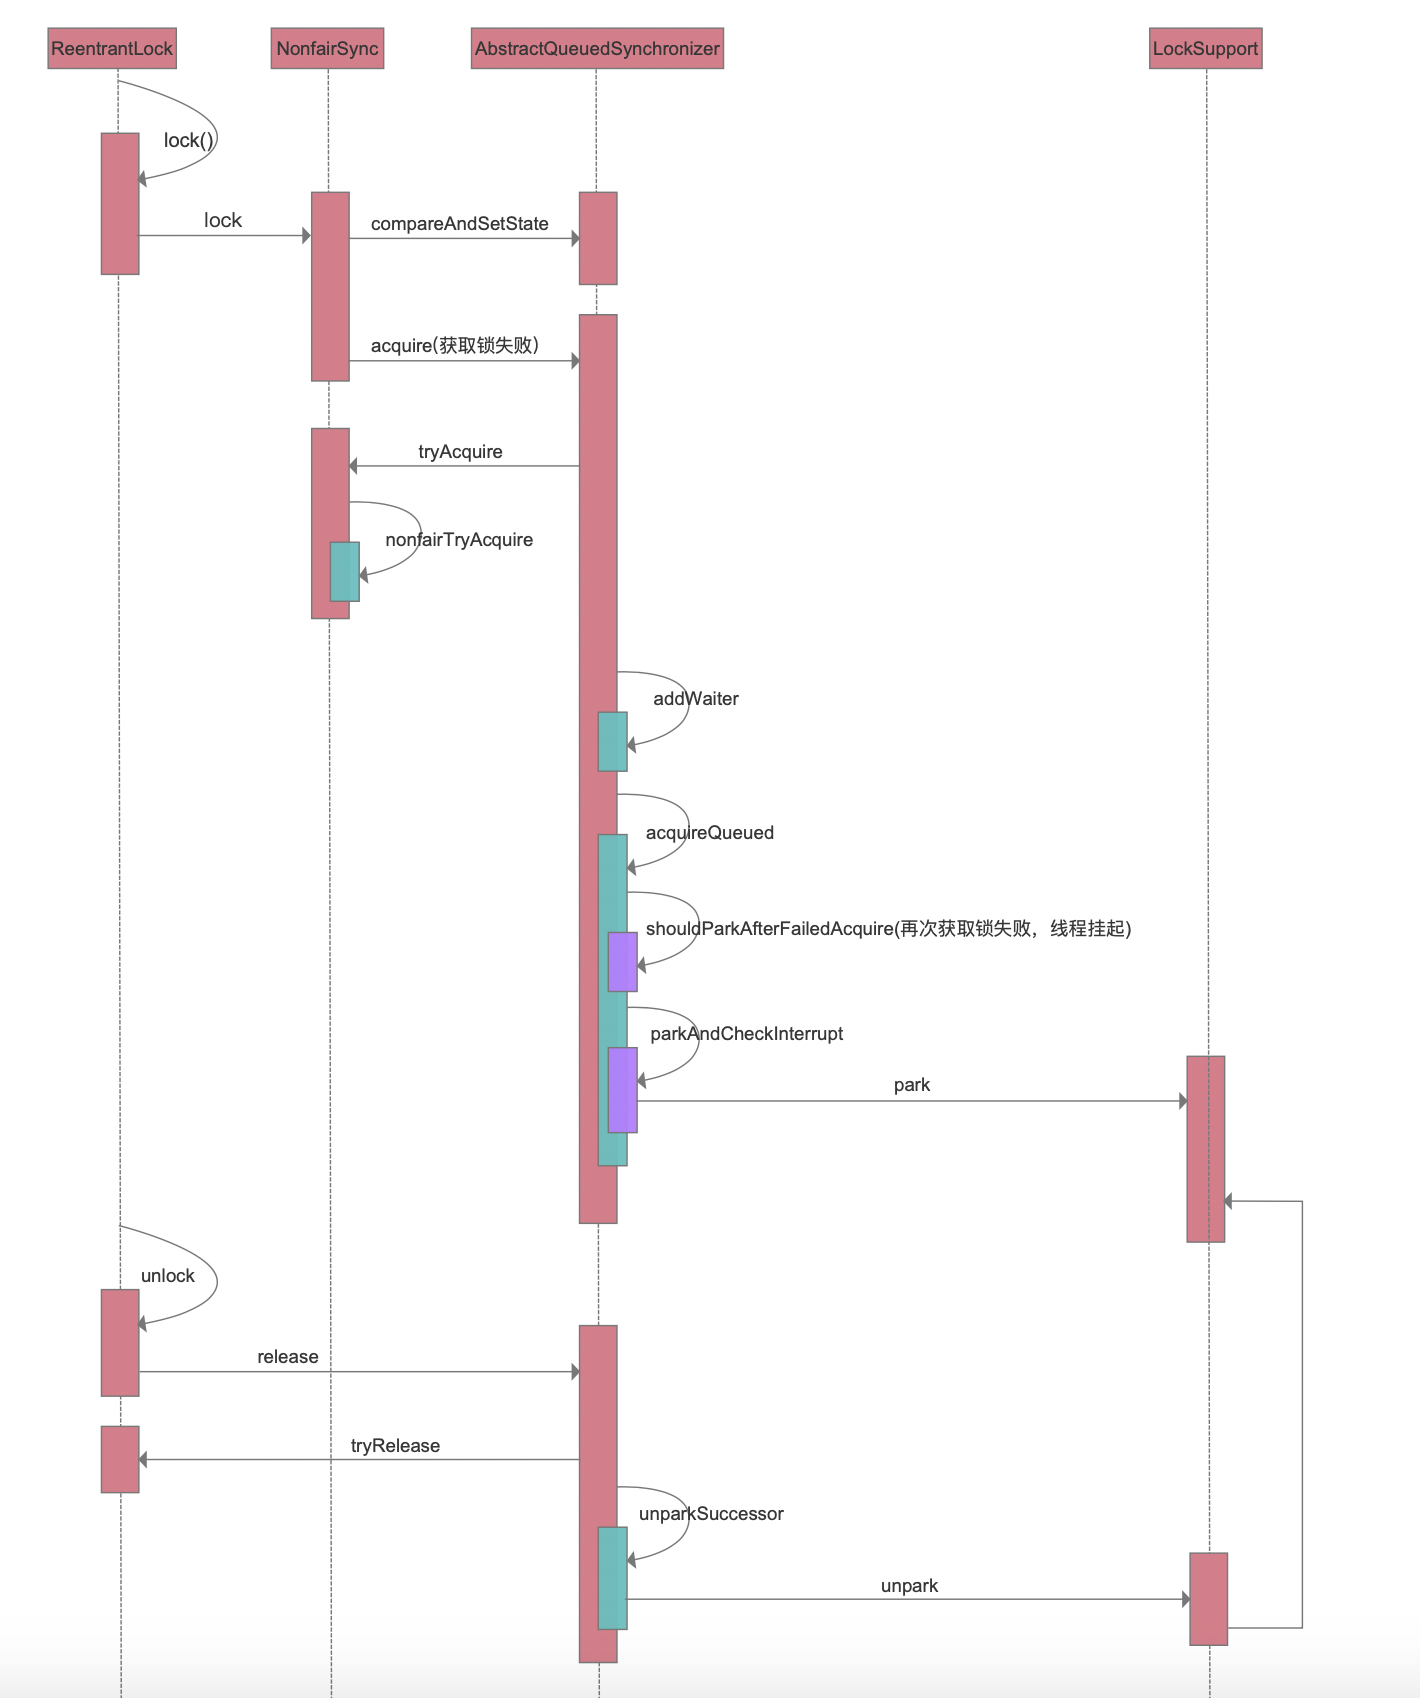 ReentrantLock
NonfairSync
AbstractQueuedSynchronizer
LockSupport
lock()
lock
compareAndSetState
acquire(获取锁失败)
tryAcquire
nonfairTryAcquire
addWaiter
acquireQueued
shouldParkAfterFailedAcquire(再次获取锁失败，线程挂起)
parkAndCheckInterrupt
park
unlock
release
tryRelease
unparkSuccessor
unpark